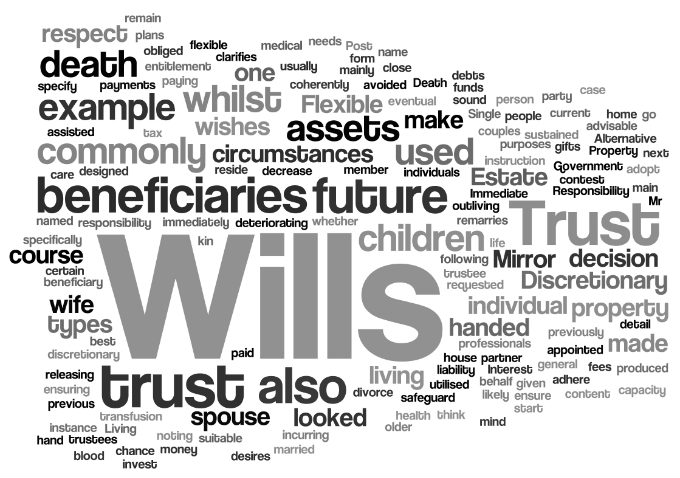 remain
respect plans
obliged flexible medical needs Post name
clarifies form
death entitlement one usually mainly close
specify payments paying coherently avoided Death debts funds
example whilst Flexible eventual sound person party case
assisted tax wishes assets make Single people current home go
couples sustained advisable
commonly circumstances used purposes gifts Alternative
instruction Property next
care designed reside decrease member individuals Estate Government adopt
contest
beneficiaries future Immediate Responsibility main
outliving Mr
named responsibility immediately deteriorating whether remarries Trust
specifically kin children life
course Wills following Mirror decision
certain trustee
beneficiary requested Discretionary
wife individual property
types handed previously detail
best professionals appointed made
discretionary paid house partner
releasing living liability Interest general fees produced
ensuring trust also divorce utilised behalf given adhere
previous safeguard likely ensure content capacity
transfusion spouse looked health think start
instance Living older mind
hand trustees noting suitable incurring
blood chance money desires married
invest